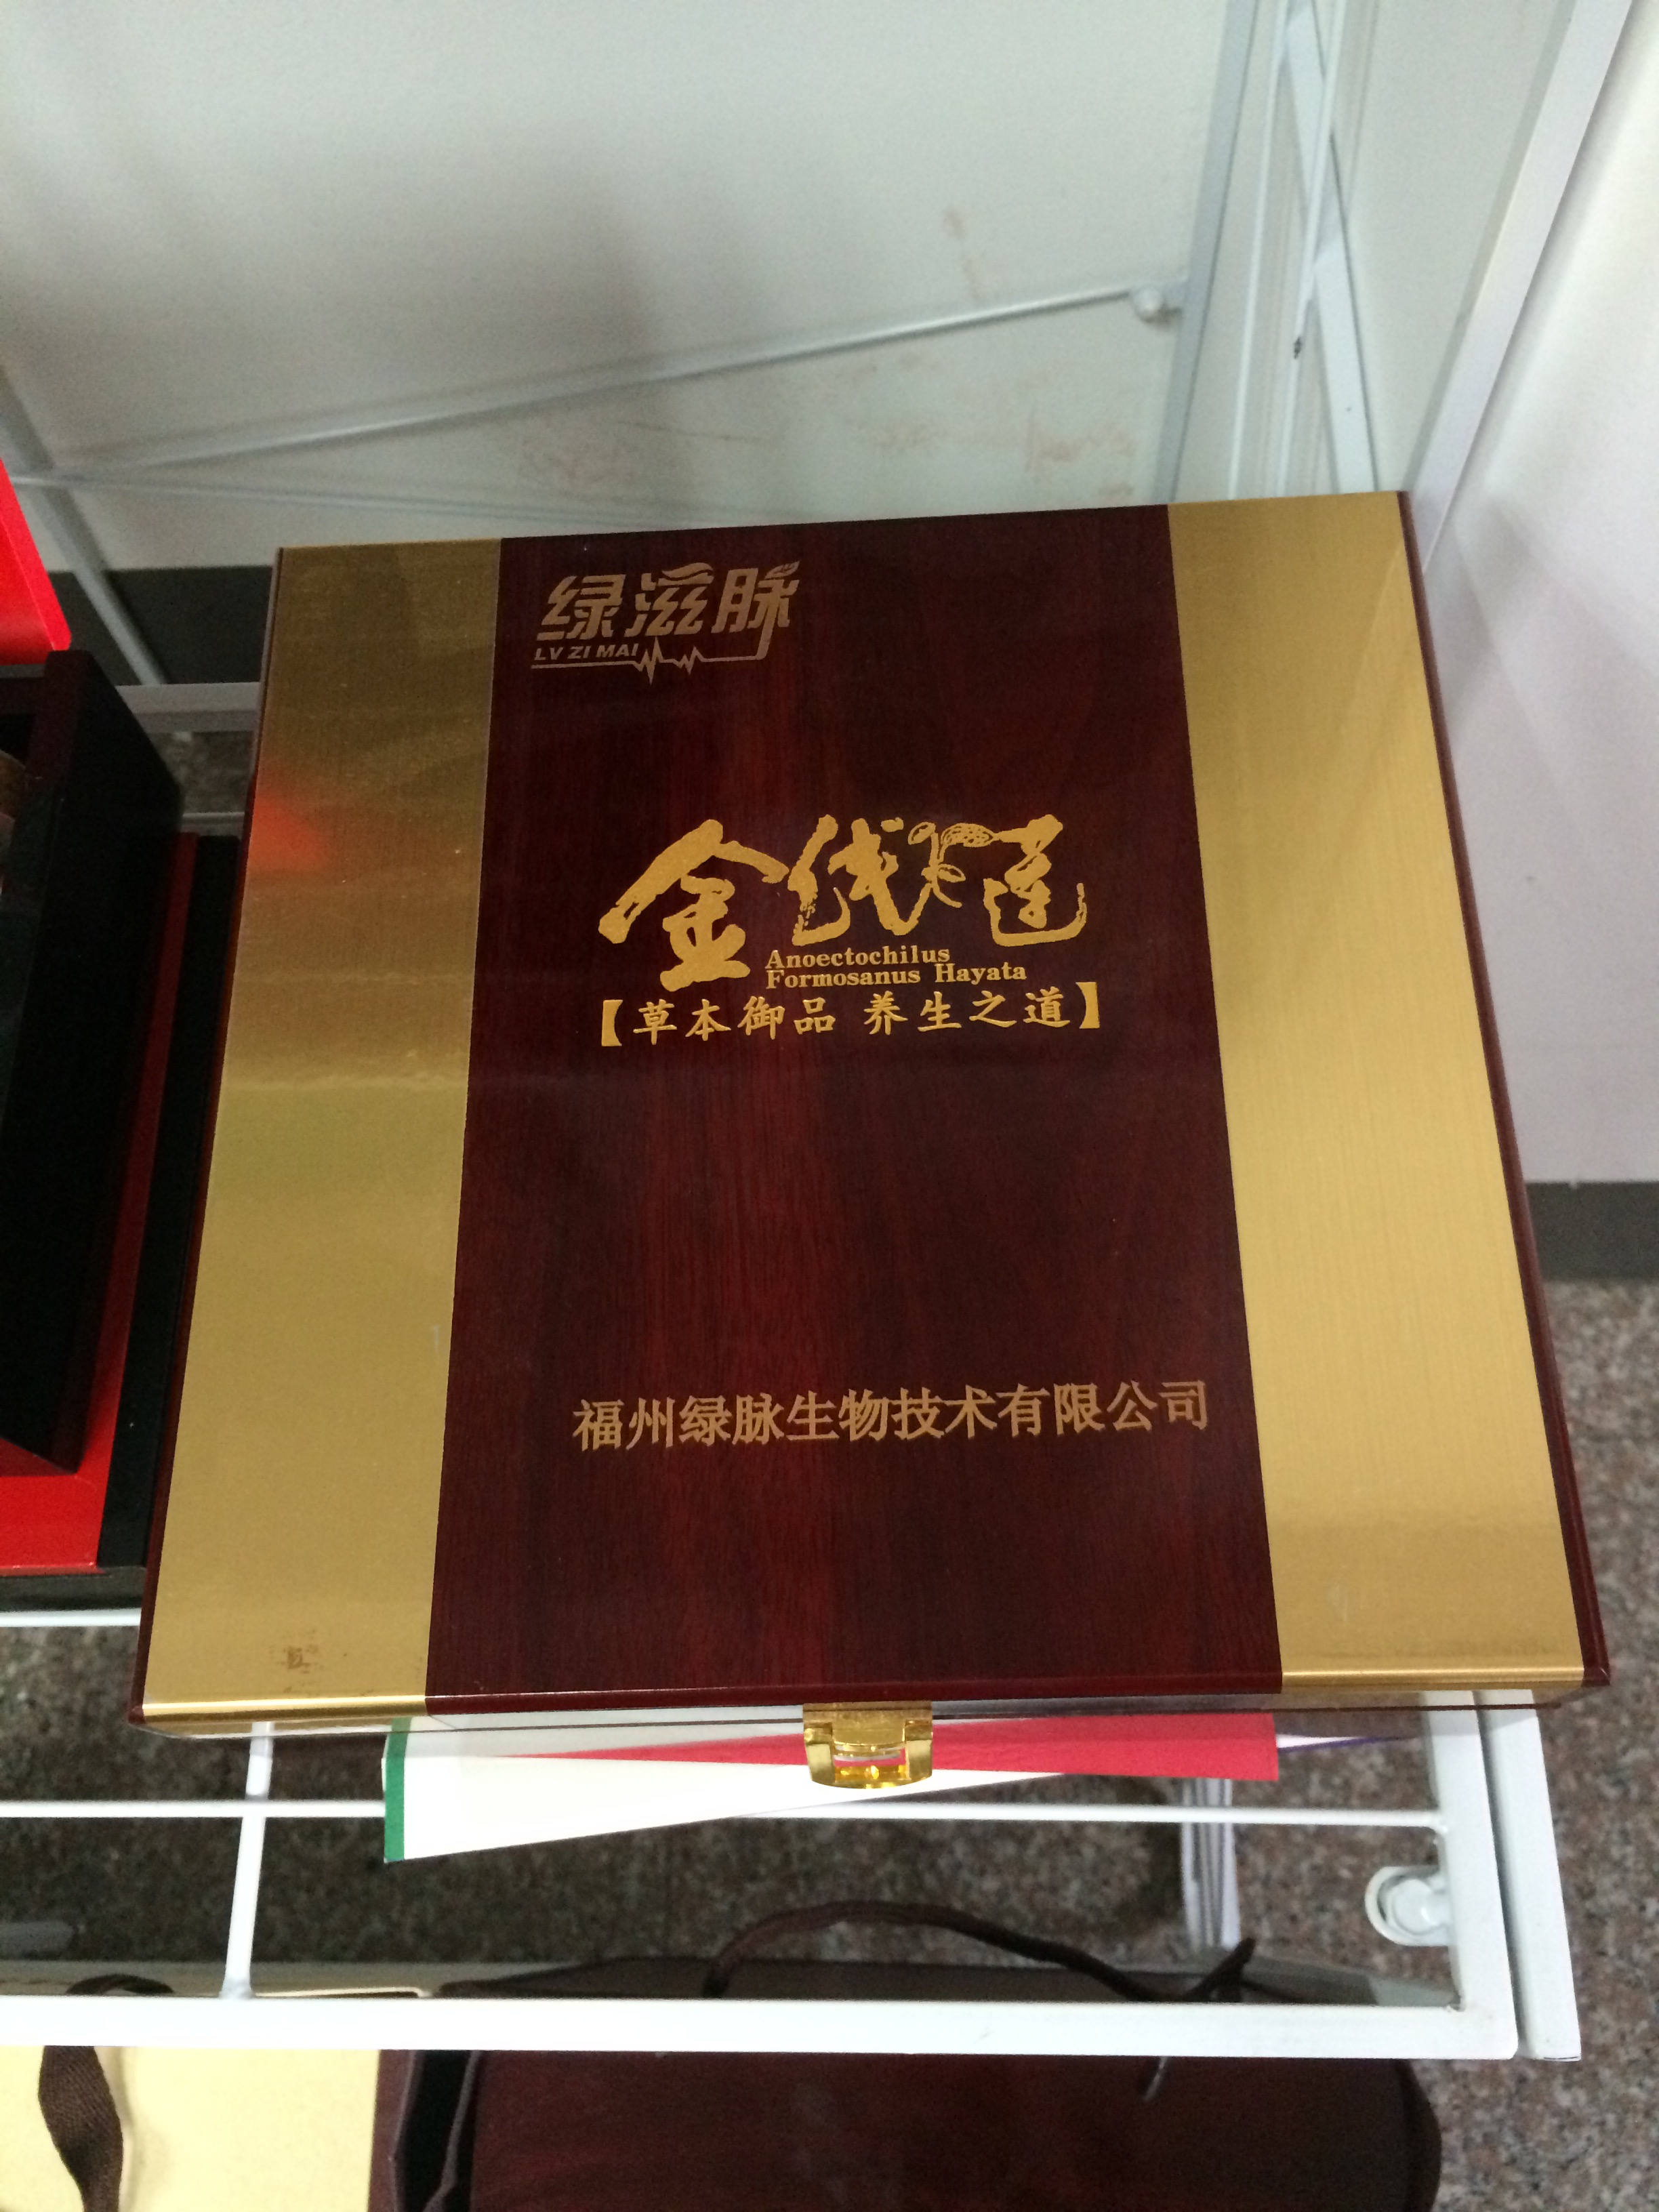 绿滋脉
LV ZI MAI
金线莲
Anoectochilus
Formosanus Hayata
【草本御品 养生之道】
福州绿脉生物技术有限公司